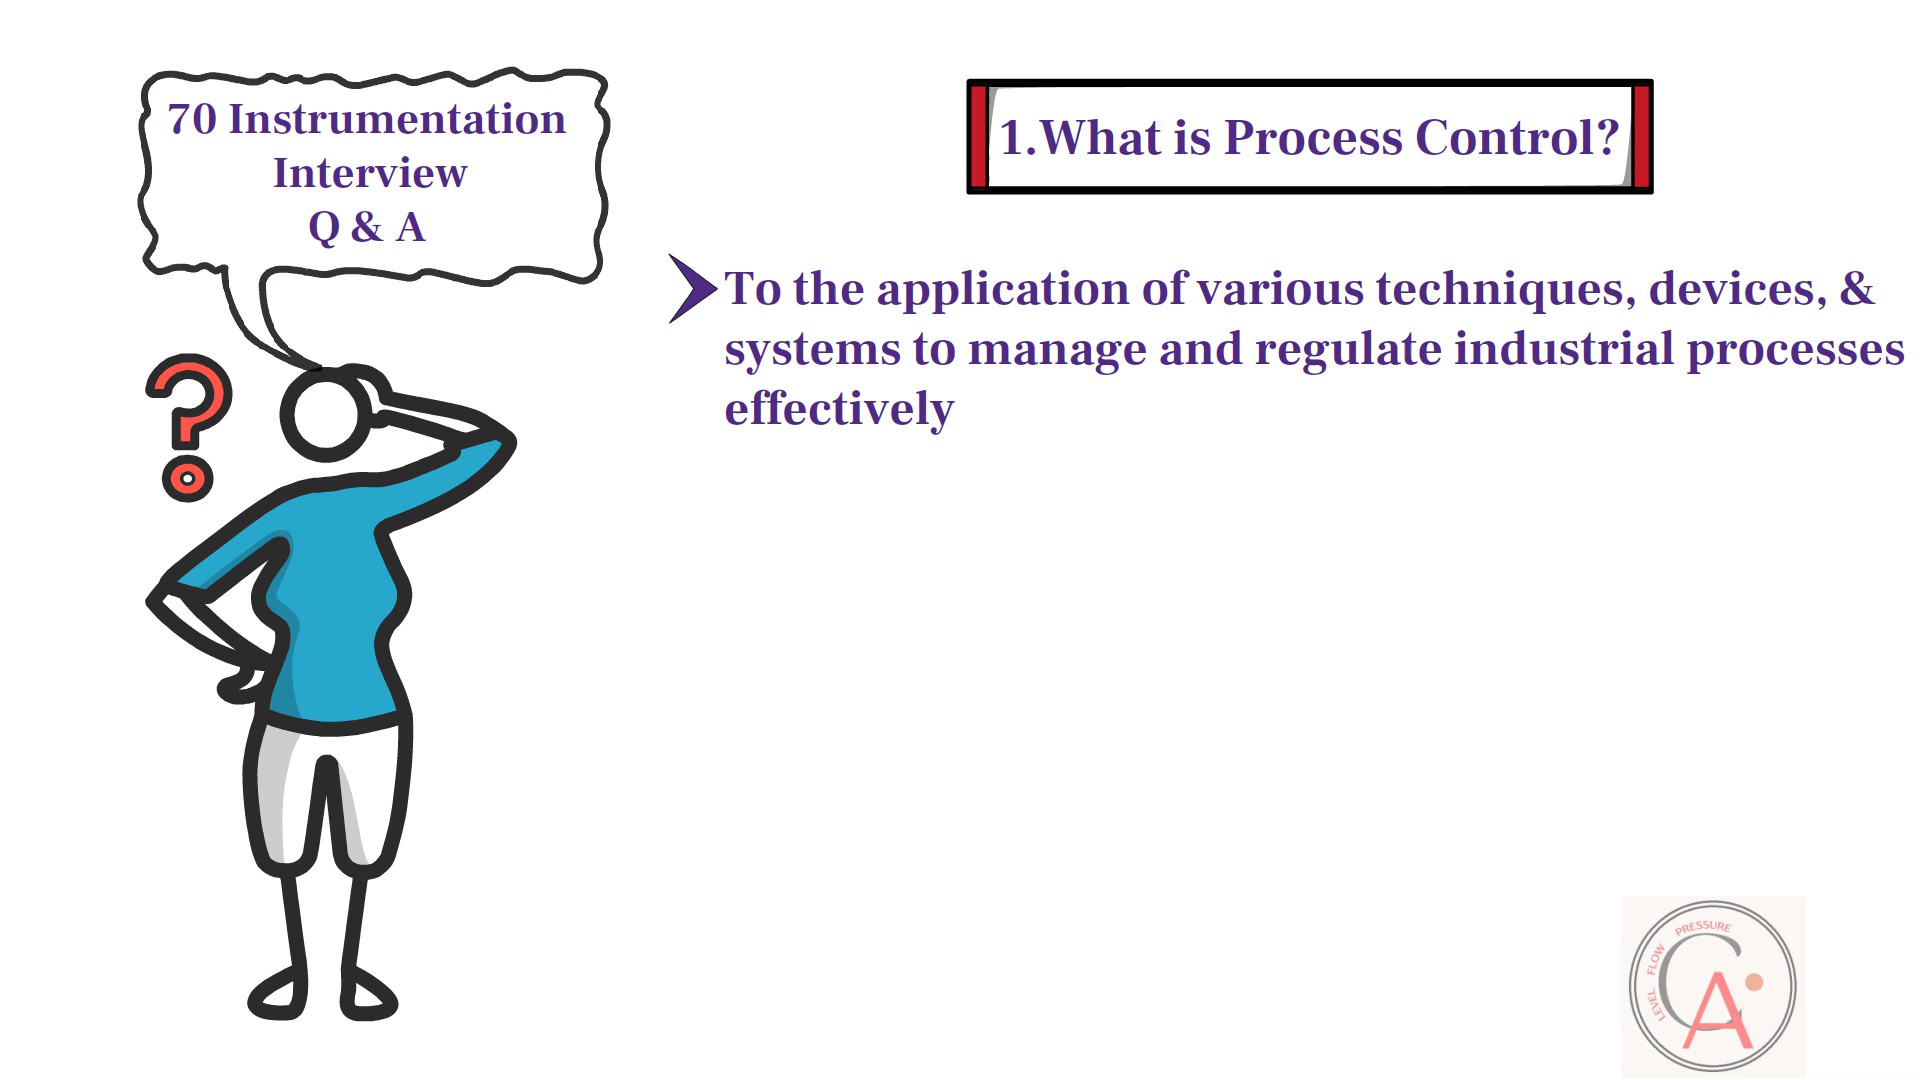 70 Instrumentation
Interview
Q & A
1.What is Process Control?
To the application of various techniques, devices, &
systems to manage and regulate industrial processes
effectively
PRESSURE
FLOW
LEVEL
CA